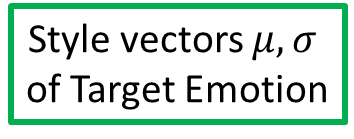 Style vectors 𝜇, 𝜎
of Target Emotion